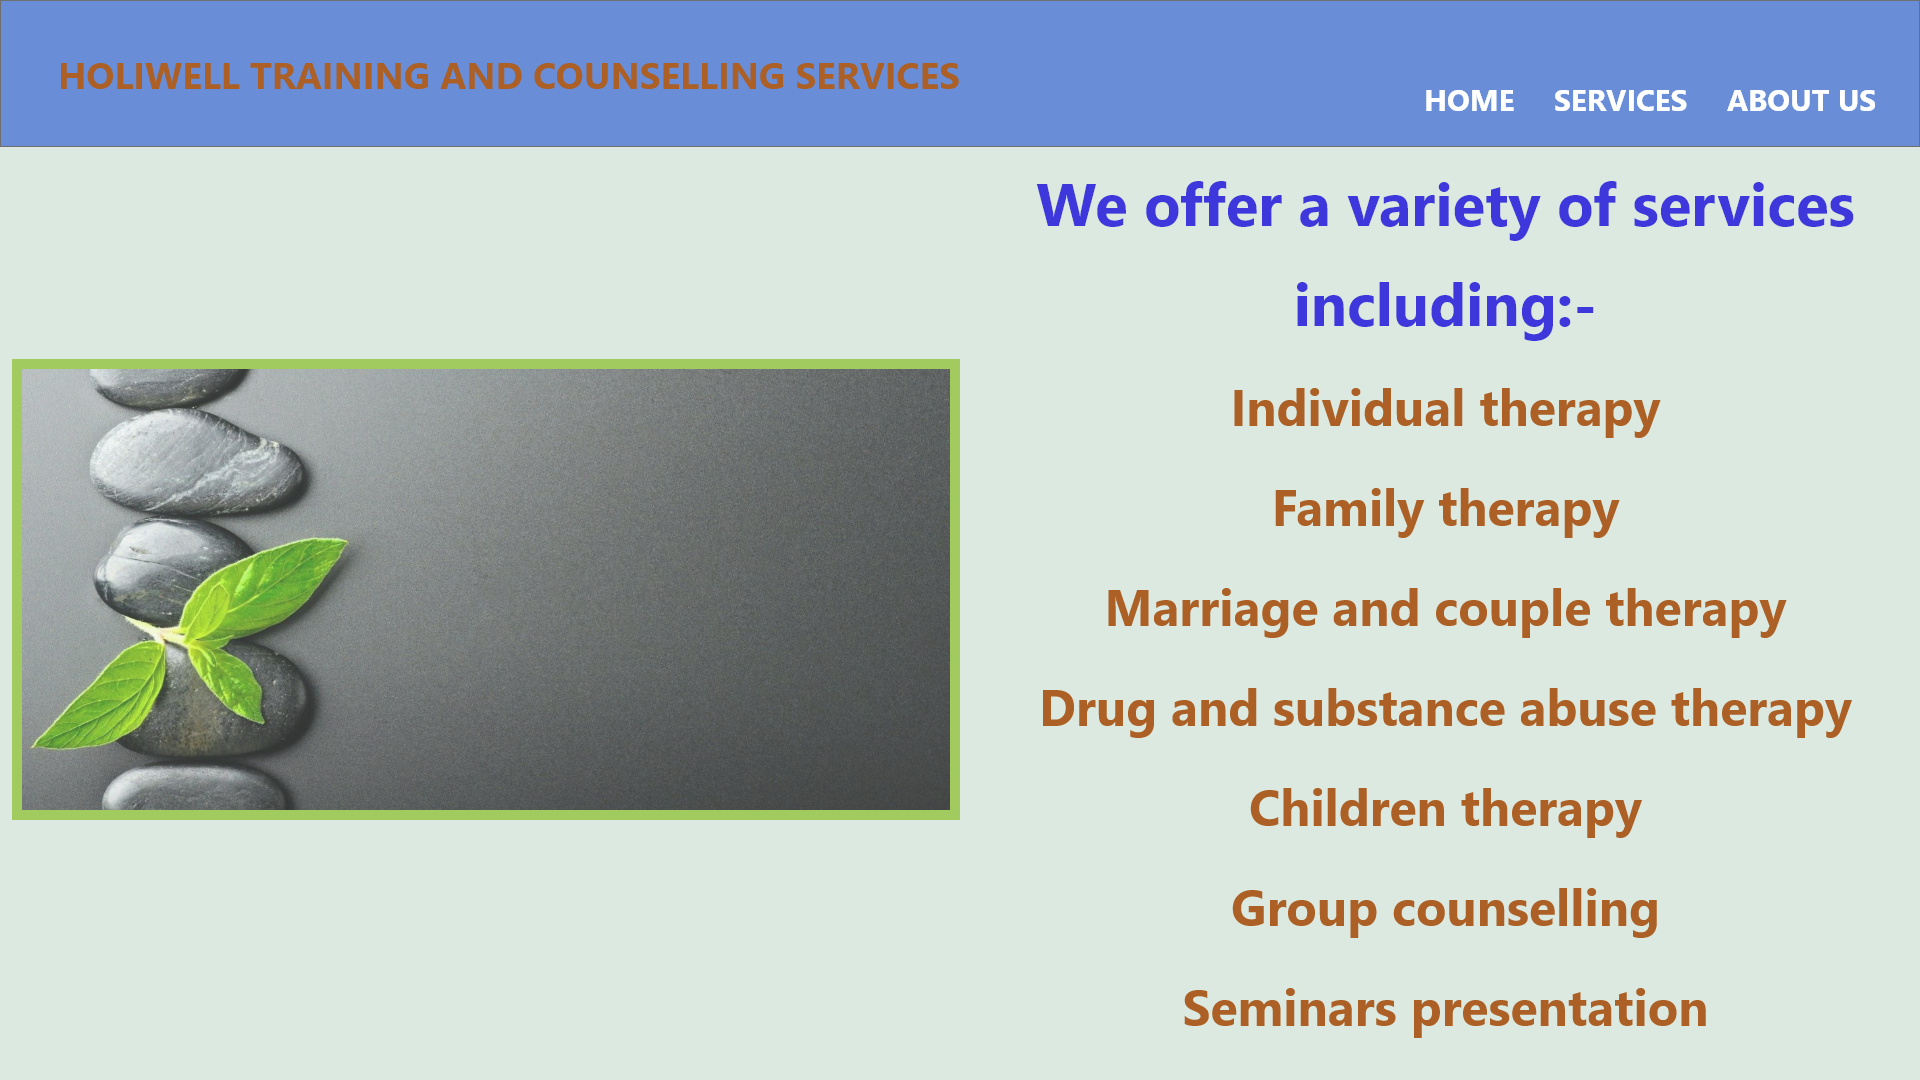 HOLIWELL TRAINING AND COUNSELLING SERVICES
HOME SERVICES ABOUT US
We offer a variety of services
including:-
Individual therapy
Family therapy
Marriage and couple therapy
Drug and substance abuse therapy
Children therapy
Group counselling
Seminars presentation